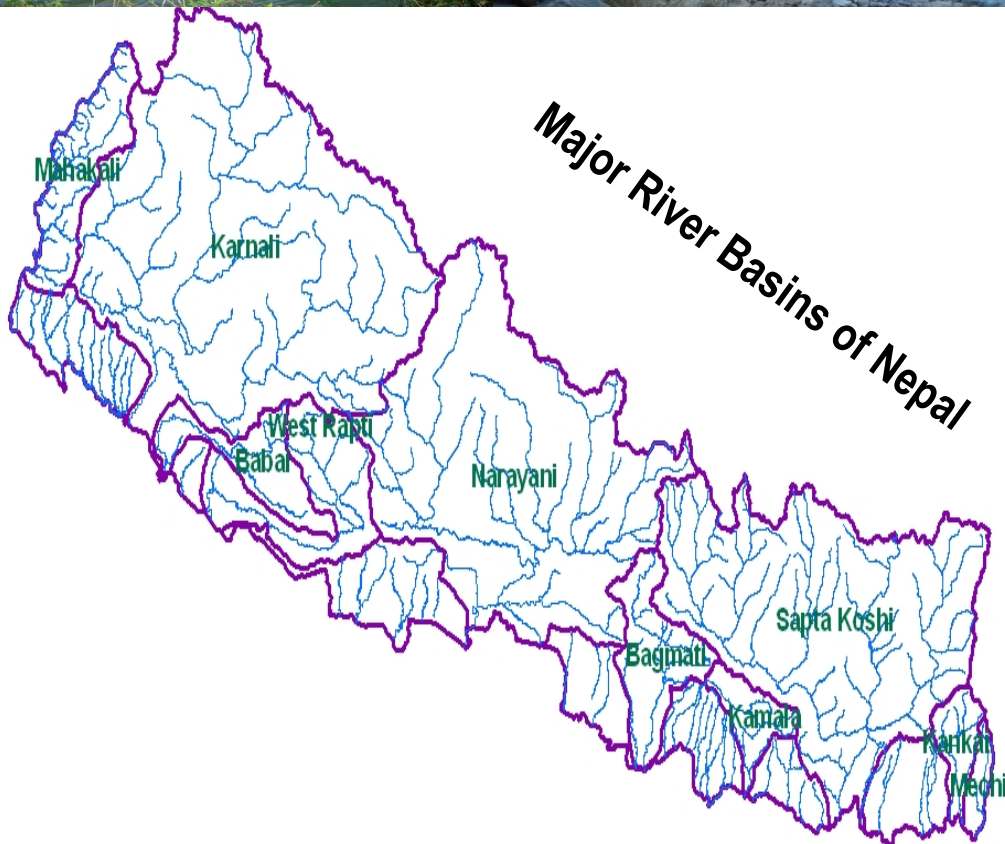 Major River Basins of Nepal
Mahakali
Karnali
West Rapti
Babai
Narayani
Sapta Koshi
Bagmati
Kamala
Kankai
Mechi